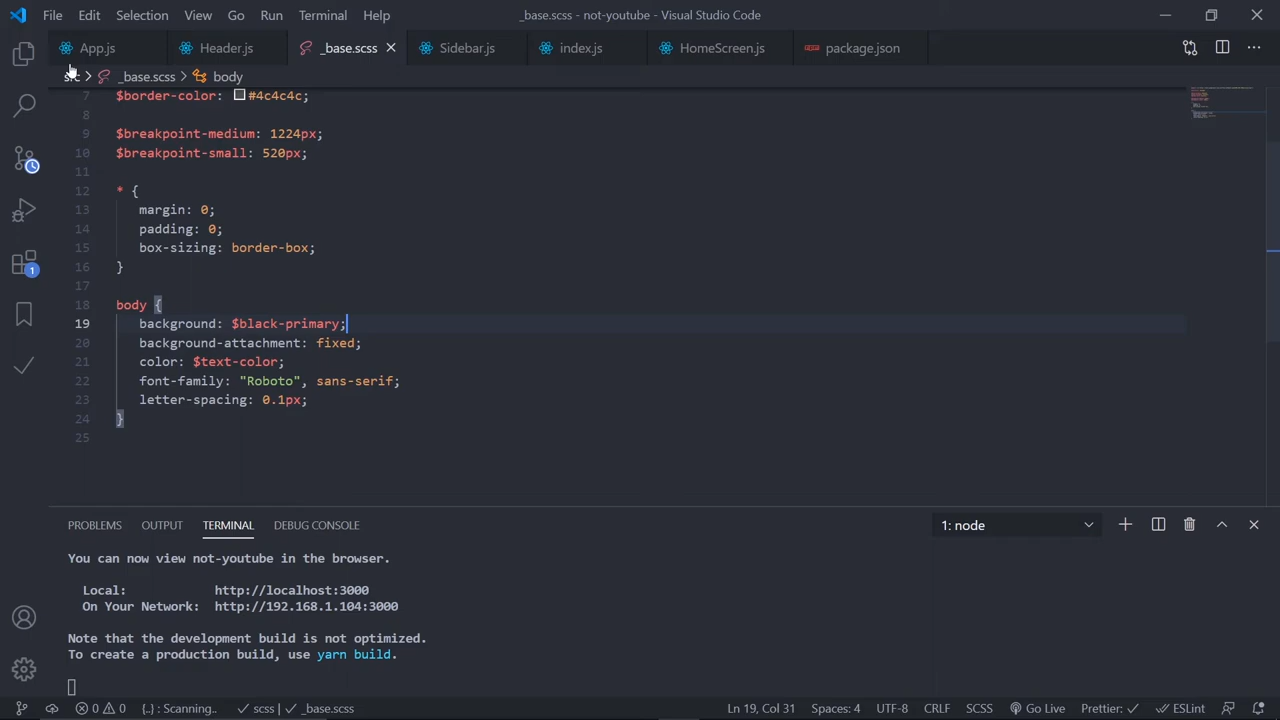 File Edit Selection View Go Run Terminal Help _base.scss - not-youtube - Visual Studio Code
App.js Header.js _base.scss Sidebar.js index.js HomeScreen.js package.json
src > _base.scss > body
7 $border-color: #4c4c4c;
8
9 $breakpoint-medium: 1224px;
10 $breakpoint-small: 520px;
11
12 * {
13 margin: 0;
14 padding: 0;
15 box-sizing: border-box;
16 }
17
18 body {
19 background: $black-primary;
20 background-attachment: fixed;
21 color: $text-color;
22 font-family: "Roboto", sans-serif;
23 letter-spacing: 0.1px;
24 }
25
1
PROBLEMS OUTPUT TERMINAL DEBUG CONSOLE 1: node
You can now view not-youtube in the browser.
Local: http://localhost:3000
On Your Network: http://192.168.1.104:3000
Note that the development build is not optimized.
To create a production build, use yarn build.
0 0 {..} : Scanning.. scss | _base.scss Ln 19, Col 31 Spaces: 4 UTF-8 CRLF SCSS Go Live Prettier: ESLint